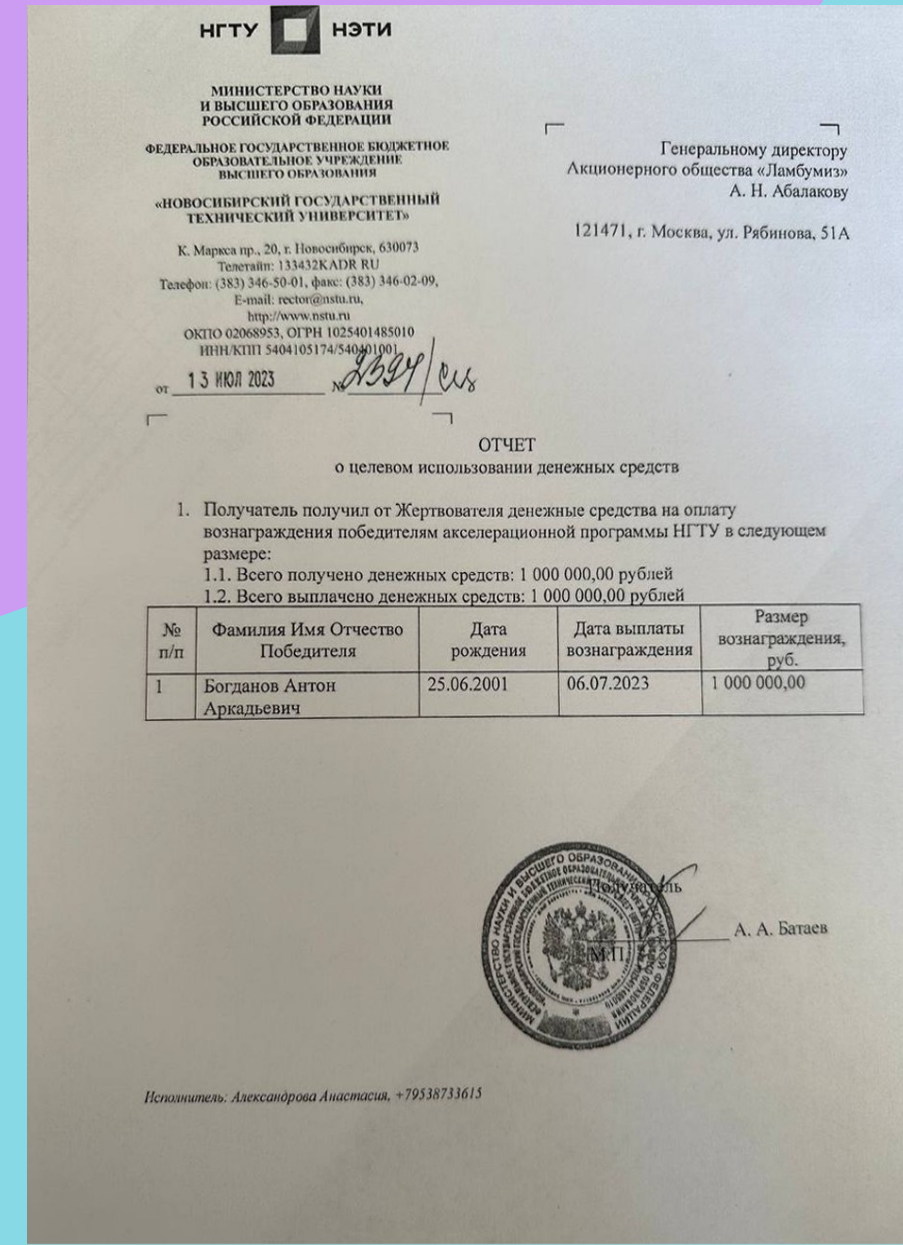 НГТУ НЭТИ
МИНИСТЕРСТВО НАУКИ
И ВЫСШЕГО ОБРАЗОВАНИЯ
РОССИЙСКОЙ ФЕДЕРАЦИИ
ФЕДЕРАЛЬНОЕ ГОСУДАРСТВЕННОЕ БЮДЖЕТНОЕ
ОБРАЗОВАТЕЛЬНОЕ УЧРЕЖДЕНИЕ
ВЫСШЕГО ОБРАЗОВАНИЯ
«НОВОСИБИРСКИЙ ГОСУДАРСТВЕННЫЙ
ТЕХНИЧЕСКИЙ УНИВЕРСИТЕТ»
К. Маркса пр., 20, г. Новосибирск, 630073
Телетайп: 133432KADR RU
Телефон: (383) 346-50-01, факс: (383) 346-02-09,
E-mail: rector@nstu.ru,
http://www.nstu.ru
ОКПО 02068953, ОГРН 1025401485010
ИНН/КПП 5404105174/540401001
от 13 ИЮЛ 2023 №
Генеральному директору
Акционерного общества «Ламбумиз»
А. Н. Абалакову
121471, г. Москва, ул. Рябинова, 51А
ОТЧЕТ
о целевом использовании денежных средств
1. Получатель получил от Жертвователя денежные средства на оплату
вознаграждения победителям акселерационной программы НГТУ в следующем
размере:
1.1. Всего получено денежных средств: 1 000 000,00 рублей
1.2. Всего выплачено денежных средств: 1 000 000,00 рублей
№ п/п Фамилия Имя Отчество Победителя Дата рождения Дата выплаты вознаграждения Размер вознаграждения, руб.
1 Богданов Антон Аркадьевич 25.06.2001 06.07.2023 1 000 000,00
Получатель
А. А. Батаев
М.П.
Исполнитель: Александрова Анастасия, +79538733615